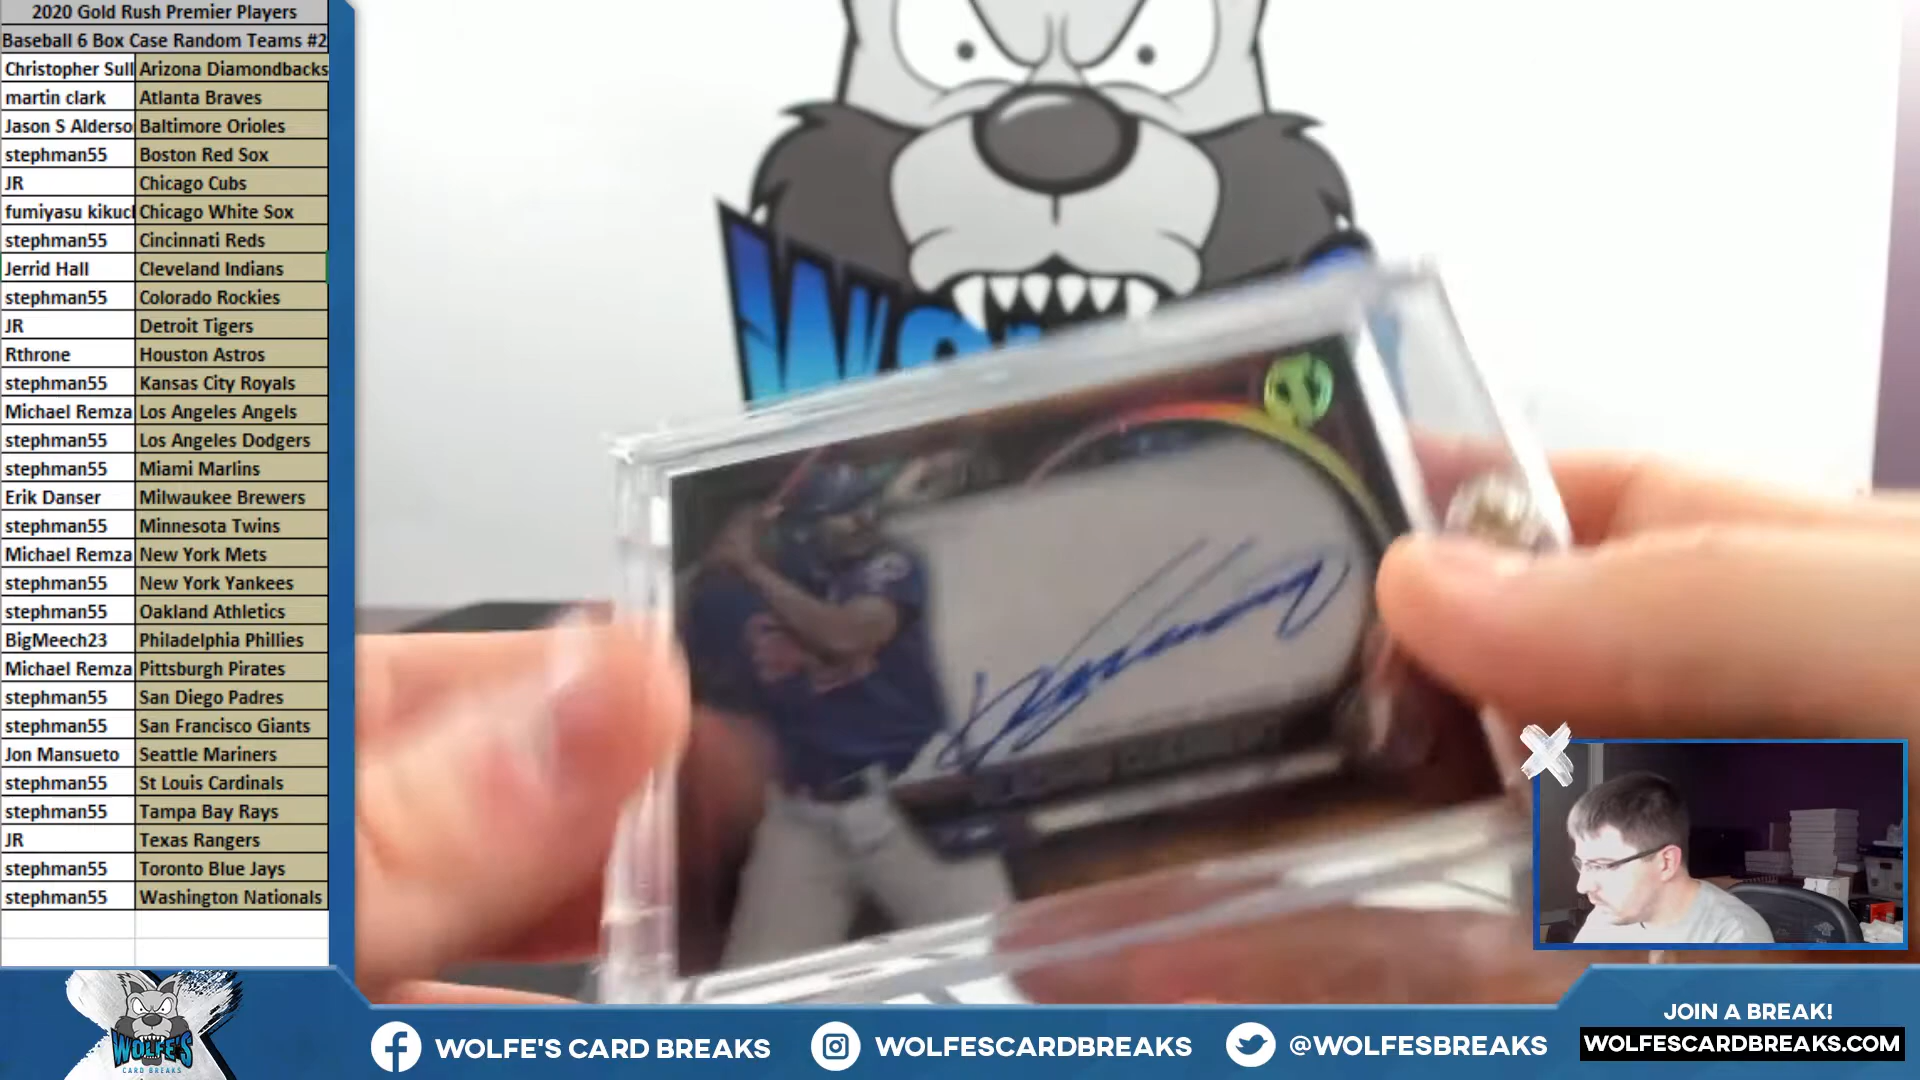 2020 Gold Rush Premier Players
Baseball 6 Box Case Random Teams #2
Christopher Sull Arizona Diamondbacks
martin clark Atlanta Braves
Jason S Alderso Baltimore Orioles
stephman55 Boston Red Sox
JR Chicago Cubs
fumiyasu kikuc Chicago White Sox
stephman55 Cincinnati Reds
Jerrid Hall Cleveland Indians
stephman55 Colorado Rockies
JR Detroit Tigers
Rthrone Houston Astros
stephman55 Kansas City Royals
Michael Remza Los Angeles Angels
stephman55 Los Angeles Dodgers
stephman55 Miami Marlins
Erik Danser Milwaukee Brewers
stephman55 Minnesota Twins
Michael Remza New York Mets
stephman55 New York Yankees
stephman55 Oakland Athletics
BigMeech23 Philadelphia Phillies
Michael Remza Pittsburgh Pirates
stephman55 San Diego Padres
stephman55 San Francisco Giants
Jon Mansueto Seattle Mariners
stephman55 St Louis Cardinals
stephman55 Tampa Bay Rays
JR Texas Rangers
stephman55 Toronto Blue Jays
stephman55 Washington Nationals
WOLFE'S
CARD BREAKS
WOLFE'S CARD BREAKS
WOLFESCARDBREAKS
@WOLFESBREAKS
JOIN A BREAK!
WOLFESCARDBREAKS.COM